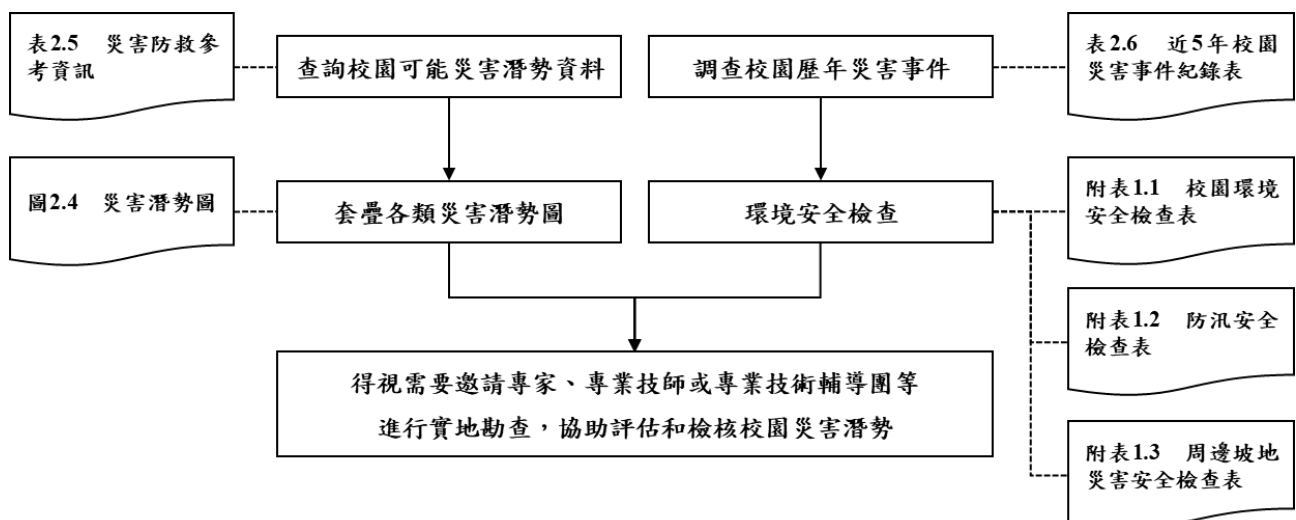 表2.5 災害防救參
考資訊
查詢校園可能災害潛勢資料
調查校園歷年災害事件
表2.6 近5年校園
災害事件紀錄表
圖2.4 災害潛勢圖
套疊各類災害潛勢圖
環境安全檢查
附表1.1 校園環境
安全檢查表
附表1.2 防汛安全
檢查表
得視需要邀請專家、專業技師或專業技術輔導團等
進行實地勘查，協助評估和檢核校園災害潛勢
附表1.3 周邊坡地
災害安全檢查表